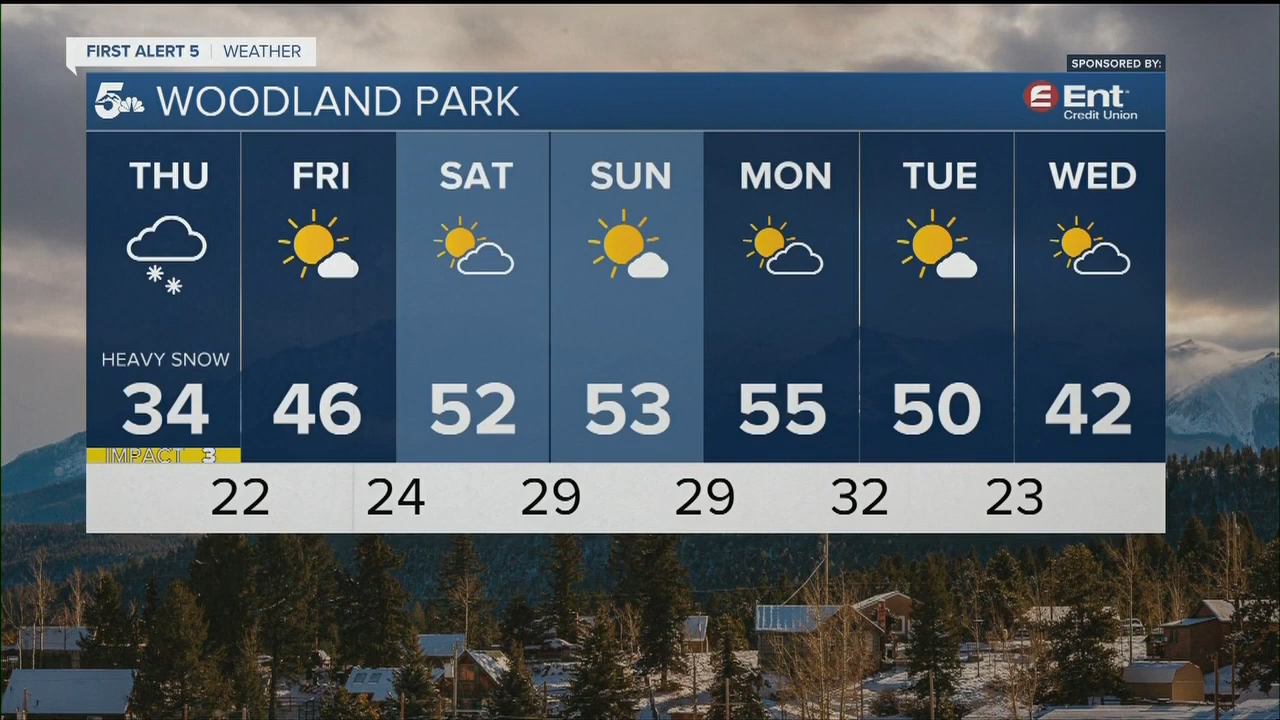 FIRST ALERT 5 | WEATHER
SPONSORED BY:
5 WOODLAND PARK
Ent
Credit Union
THU FRI SAT SUN MON TUE WED
HEAVY SNOW
34 46 52 53 55 50 42
IMPACT 3
22 24 29 29 32 23